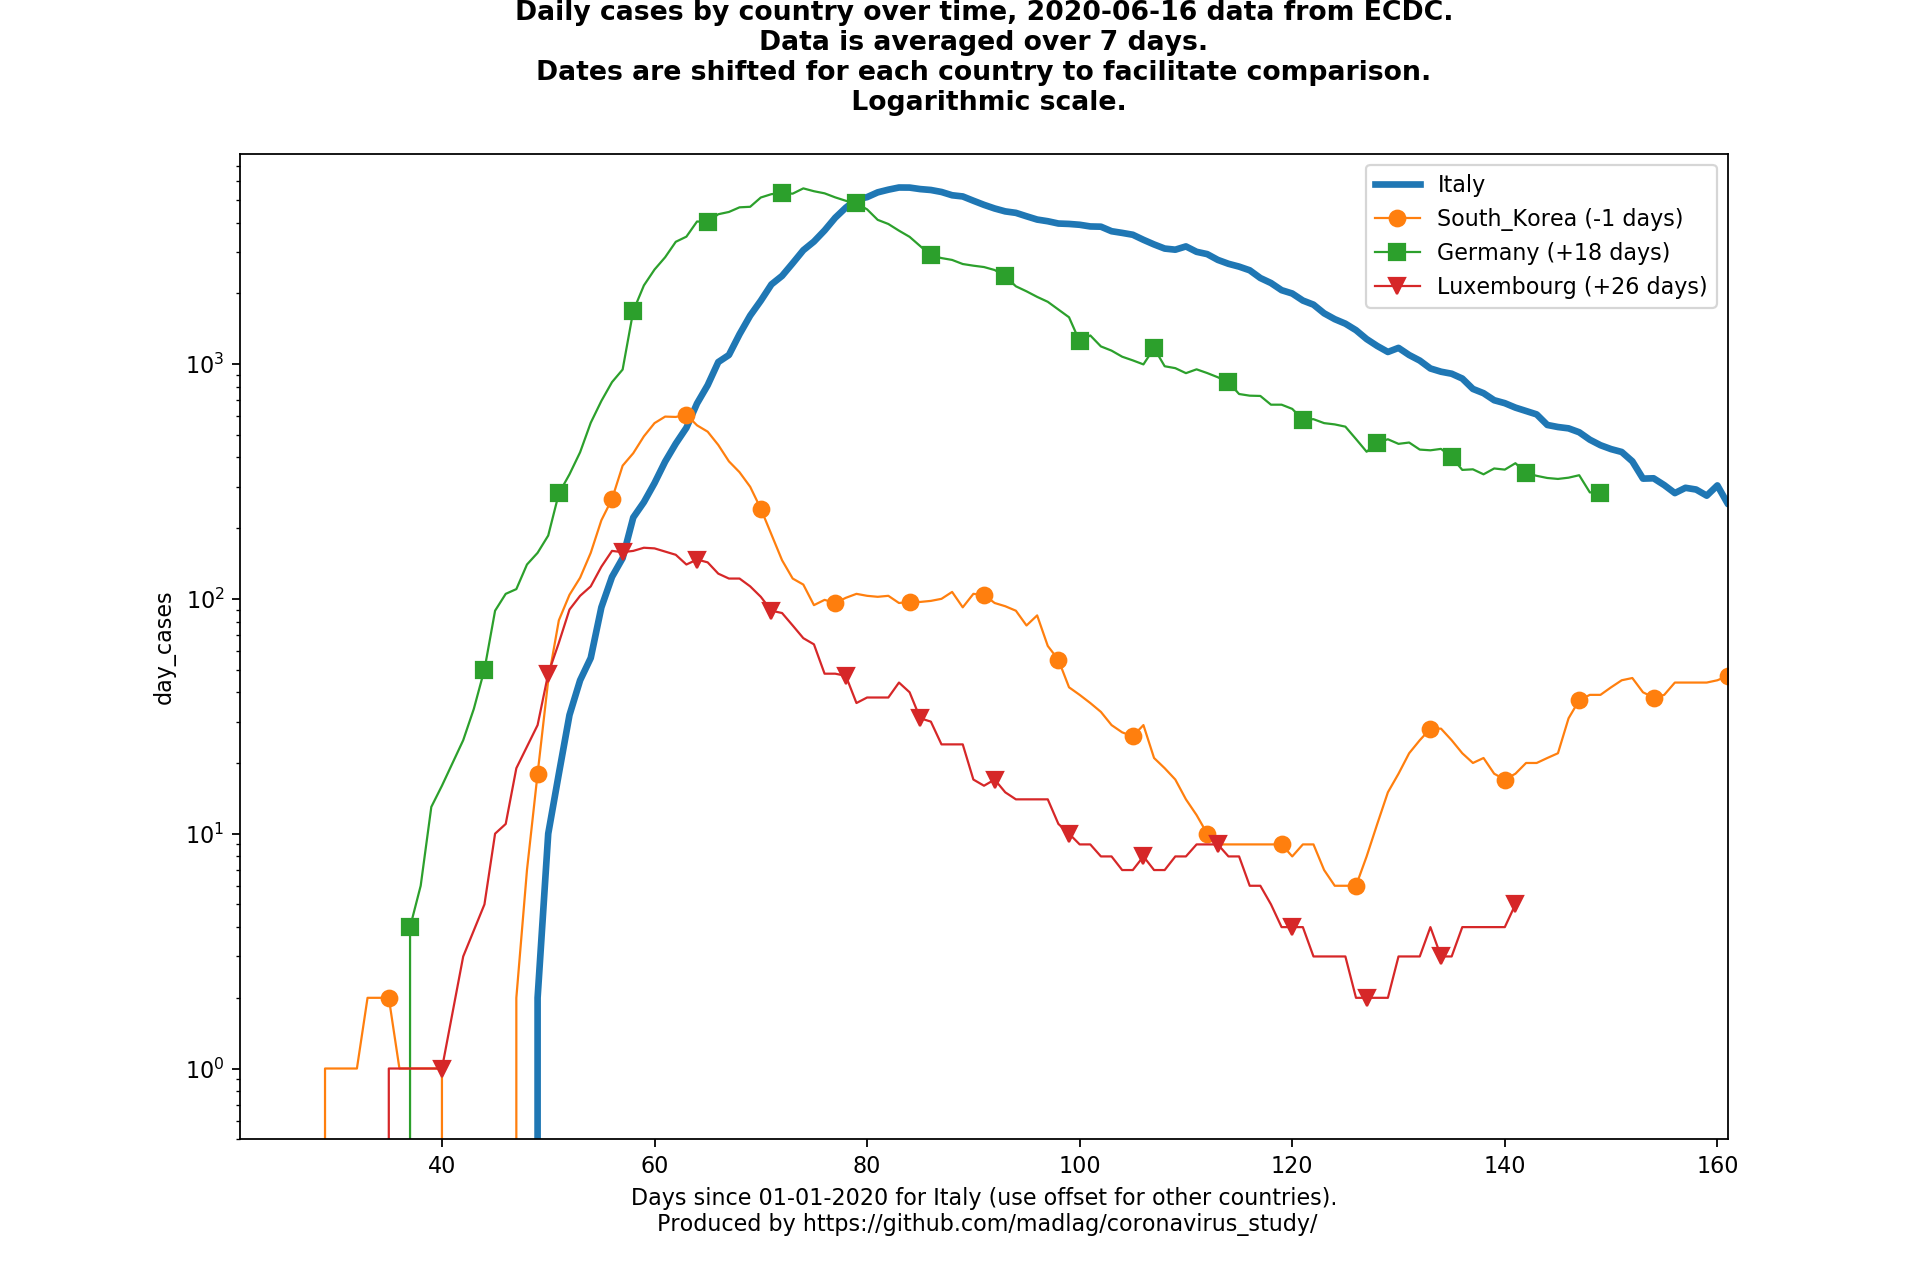 Daily cases by country over time, 2020-06-16 data from ECDC.
Data is averaged over 7 days.
Dates are shifted for each country to facilitate comparison.
Logarithmic scale.
Italy
South_Korea (-1 days)
Germany (+18 days)
Luxembourg (+26 days)
day_cases
10³
10²
10¹
10⁰
40 60 80 100 120 140 160
Days since 01-01-2020 for Italy (use offset for other countries).
Produced by https://github.com/madlag/coronavirus_study/